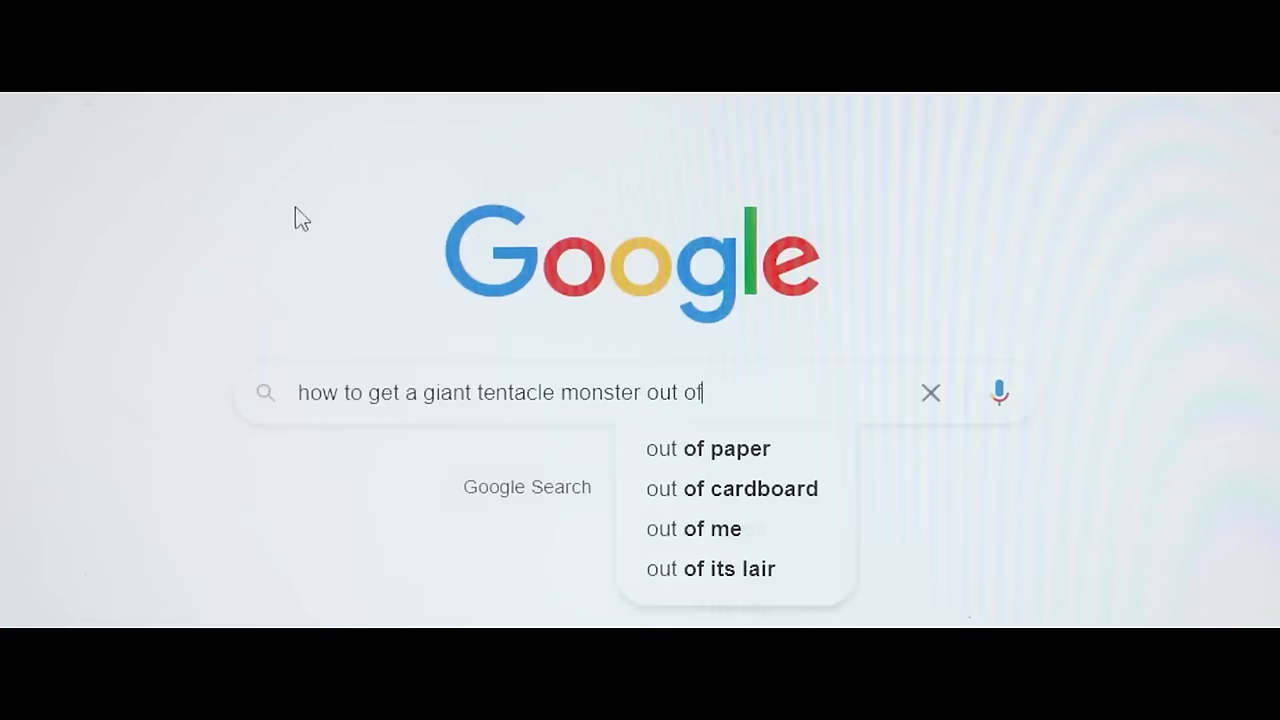 Google
how to get a giant tentacle monster out of
out of paper
out of cardboard
Google Search
out of me
out of its lair